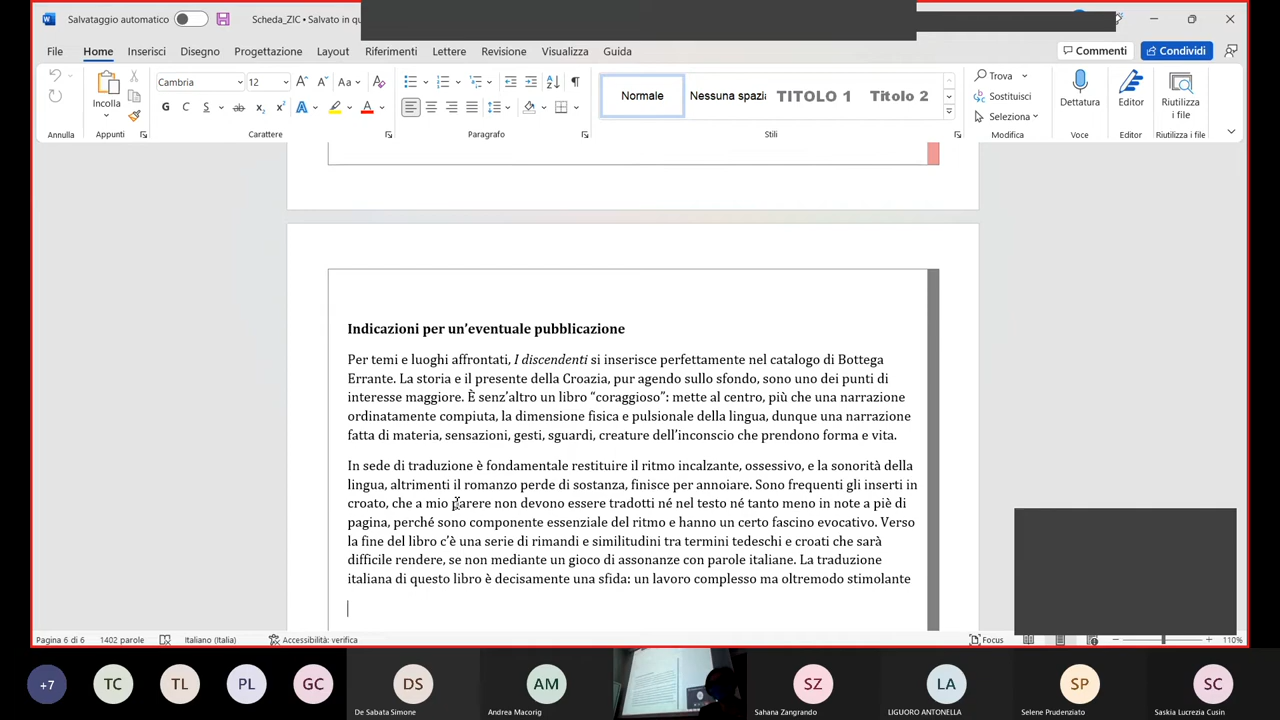 Salvataggio automatico
Scheda_ZIC • Salvato in qu
File Home Inserisci Disegno Progettazione Layout Riferimenti Lettere Revisione Visualizza Guida
Commenti Condividi
Incolla
Cambria 12
Aa
G C S ab x₂ x² A A
Normale Nessuna spazia TITOLO 1 Titolo 2
Trova
Sostituisci
Seleziona
Dettatura Editor Riutilizza i file
Annulla Appunti Carattere Paragrafo Stili Modifica Voce Editor Riutilizza i file
Indicazioni per un’eventuale pubblicazione
Per temi e luoghi affrontati, I discendenti si inserisce perfettamente nel catalogo di Bottega
Errante. La storia e il presente della Croazia, pur agendo sullo sfondo, sono uno dei punti di
interesse maggiore. È senz’altro un libro “coraggioso”: mette al centro, più che una narrazione
ordinatamente compiuta, la dimensione fisica e pulsionale della lingua, dunque una narrazione
fatta di materia, sensazioni, gesti, sguardi, creature dell’inconscio che prendono forma e vita.
In sede di traduzione è fondamentale restituire il ritmo incalzante, ossessivo, e la sonorità della
lingua, altrimenti il romanzo perde di sostanza, finisce per annoiare. Sono frequenti gli inserti in
croato, che a mio parere non devono essere tradotti né nel testo né tanto meno in note a piè di
pagina, perché sono componente essenziale del ritmo e hanno un certo fascino evocativo. Verso
la fine del libro c’è una serie di rimandi e similitudini tra termini tedeschi e croati che sarà
difficile rendere, se non mediante un gioco di assonanze con parole italiane. La traduzione
italiana di questo libro è decisamente una sfida: un lavoro complesso ma oltremodo stimolante
Pagina 6 di 6 1402 parole Italiano (Italia) Accessibilità: verifica Focus 110%
+7 TC TL PL GC DS AM SZ LA SP SC
De Sabata Simone Andrea Macorig Sahana Zangrando LIGUORO ANTONELLA Selene Prudenziato Saskia Lucrezia Cusin